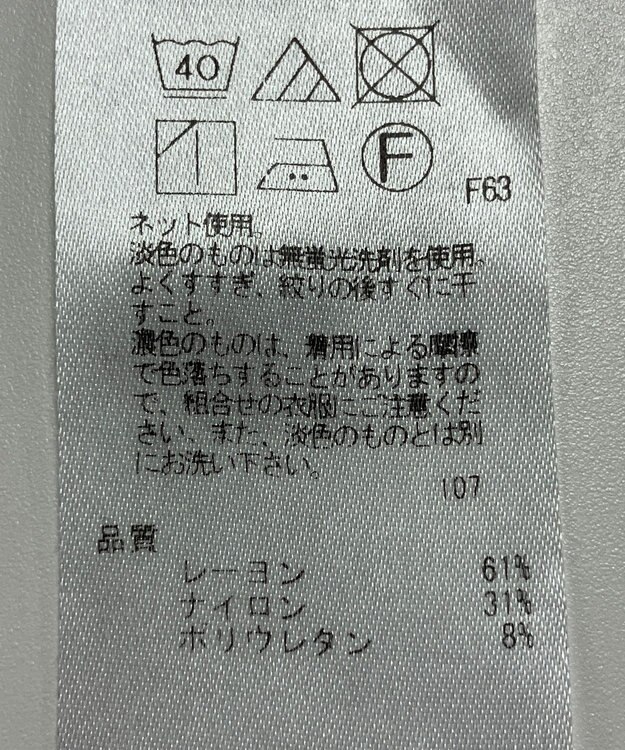 40
F
F63
ネット使用。
淡色のものは無蛍光洗剤を使用。
よくすすぎ、絞りの後すぐに干
すこと。
濃色のものは、着用による摩擦
で色落ちすることがありますの
で、組合せの衣服にご注意くだ
さい。また、淡色のものとは別
にお洗い下さい。
107
品質
レーヨン 61%
ナイロン 31%
ポリウレタン 8%